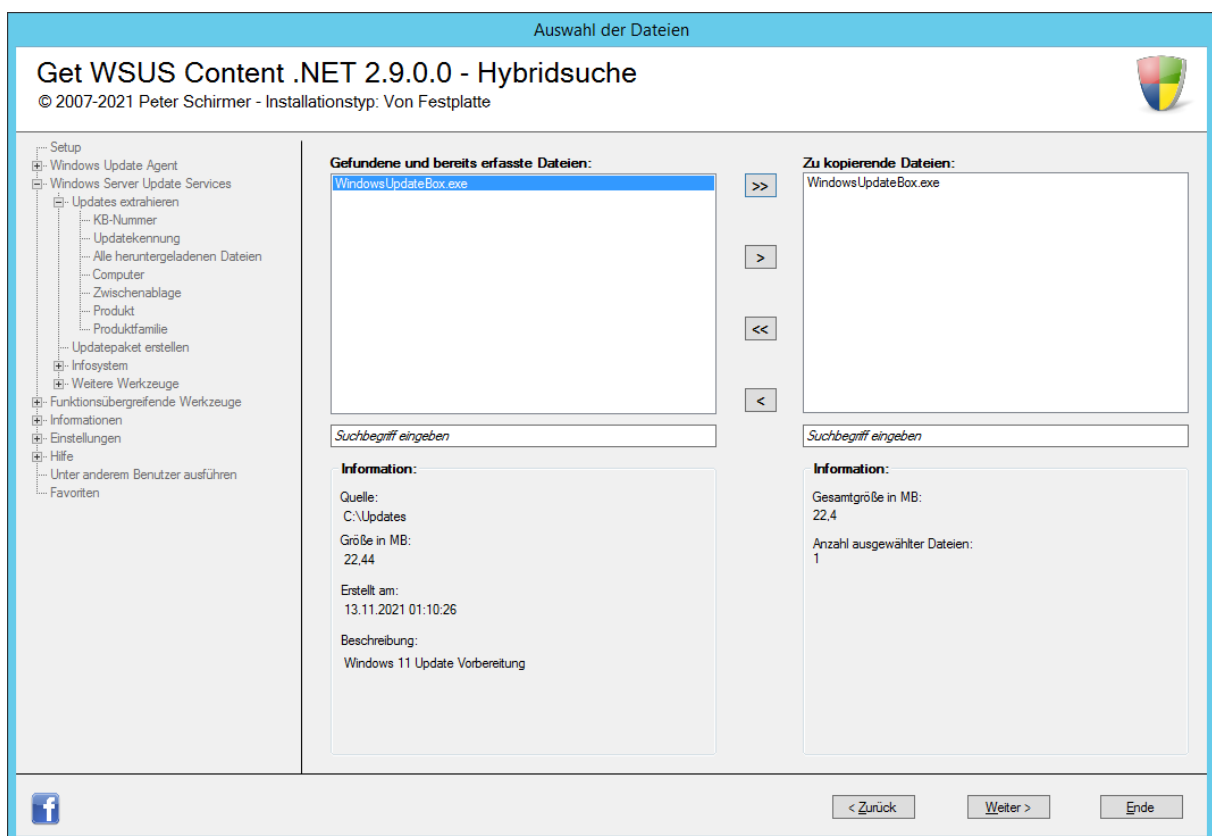 Auswahl der Dateien
Get WSUS Content .NET 2.9.0.0 - Hybridsuche
© 2007-2021 Peter Schirmer - Installationstyp: Von Festplatte
Setup
Windows Update Agent
Windows Server Update Services
Updates extrahieren
KB-Nummer
Updatekennung
Alle heruntergeladenen Dateien
Computer
Zwischenablage
Produkt
Produktfamilie
Updatepaket erstellen
Infosystem
Weitere Werkzeuge
Funktionsübergreifende Werkzeuge
Informationen
Einstellungen
Hilfe
Unter anderem Benutzer ausführen
Favoriten
Gefundene und bereits erfasste Dateien:
WindowsUpdateBox.exe
>>
>
<<
<
Suchbegriff eingeben
Information:
Quelle:
C:\Updates
Größe in MB:
22,44
Erstellt am:
13.11.2021 01:10:26
Beschreibung:
Windows 11 Update Vorbereitung
Zu kopierende Dateien:
WindowsUpdateBox.exe
Suchbegriff eingeben
Information:
Gesamtgröße in MB:
22,4
Anzahl ausgewählter Dateien:
1
f
< Zurück
Weiter >
Ende